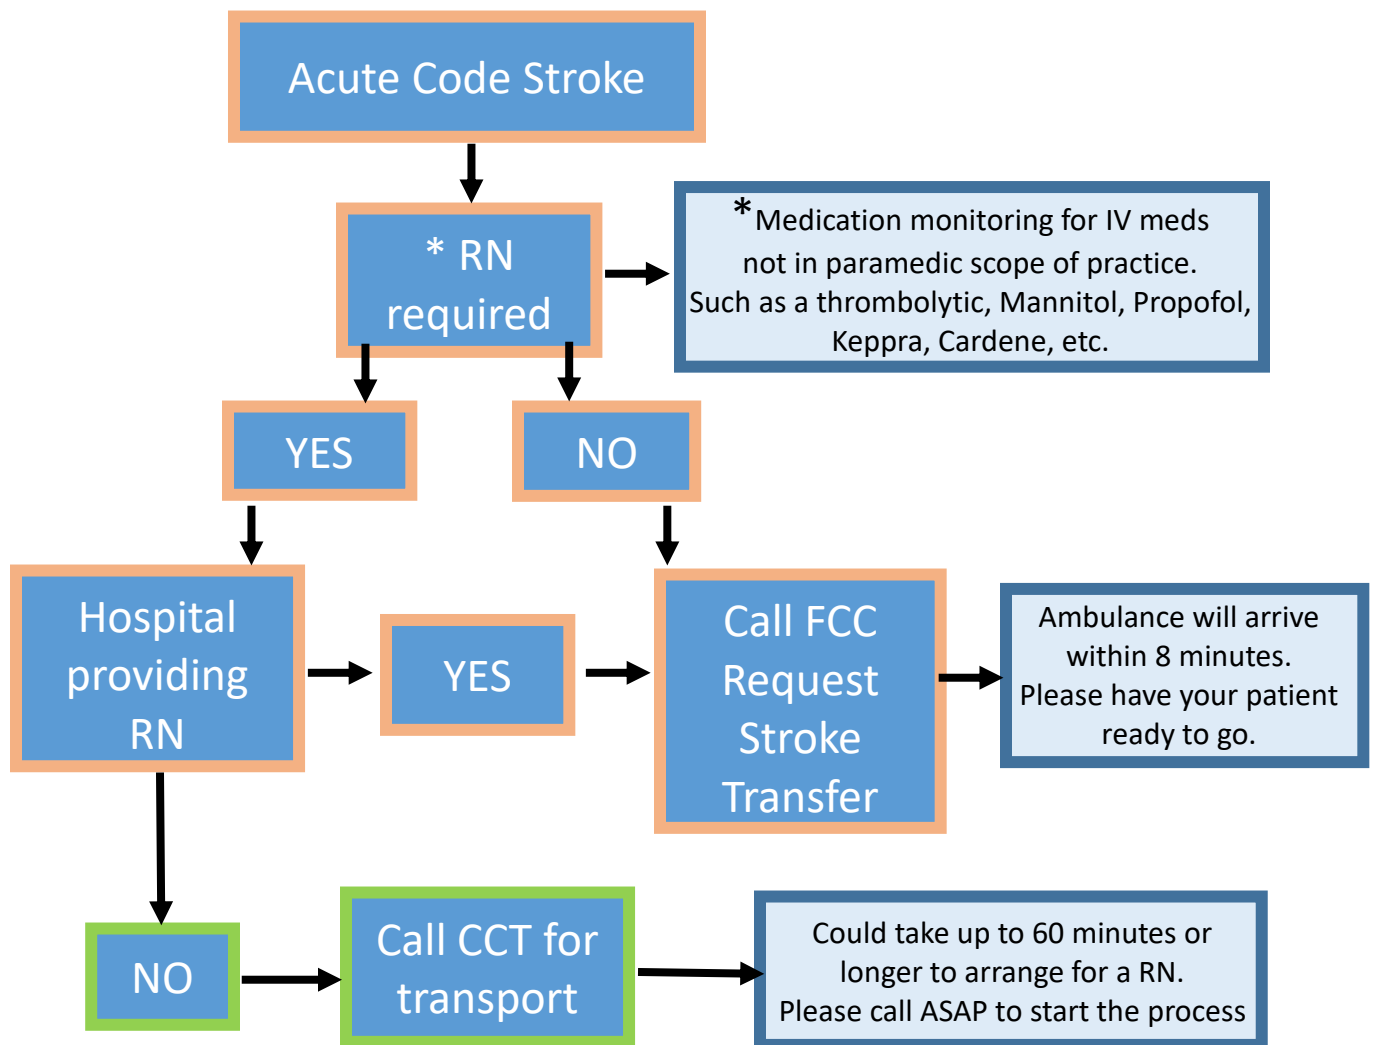 Acute Code Stroke
* RN
required
*Medication monitoring for IV meds
not in paramedic scope of practice.
Such as a thrombolytic, Mannitol, Propofol,
Keppra, Cardene, etc.
YES
NO
Hospital
providing
RN
YES
Call FCC
Request
Stroke
Transfer
Ambulance will arrive
within 8 minutes.
Please have your patient
ready to go.
NO
Call CCT for
transport
Could take up to 60 minutes or
longer to arrange for a RN.
Please call ASAP to start the process